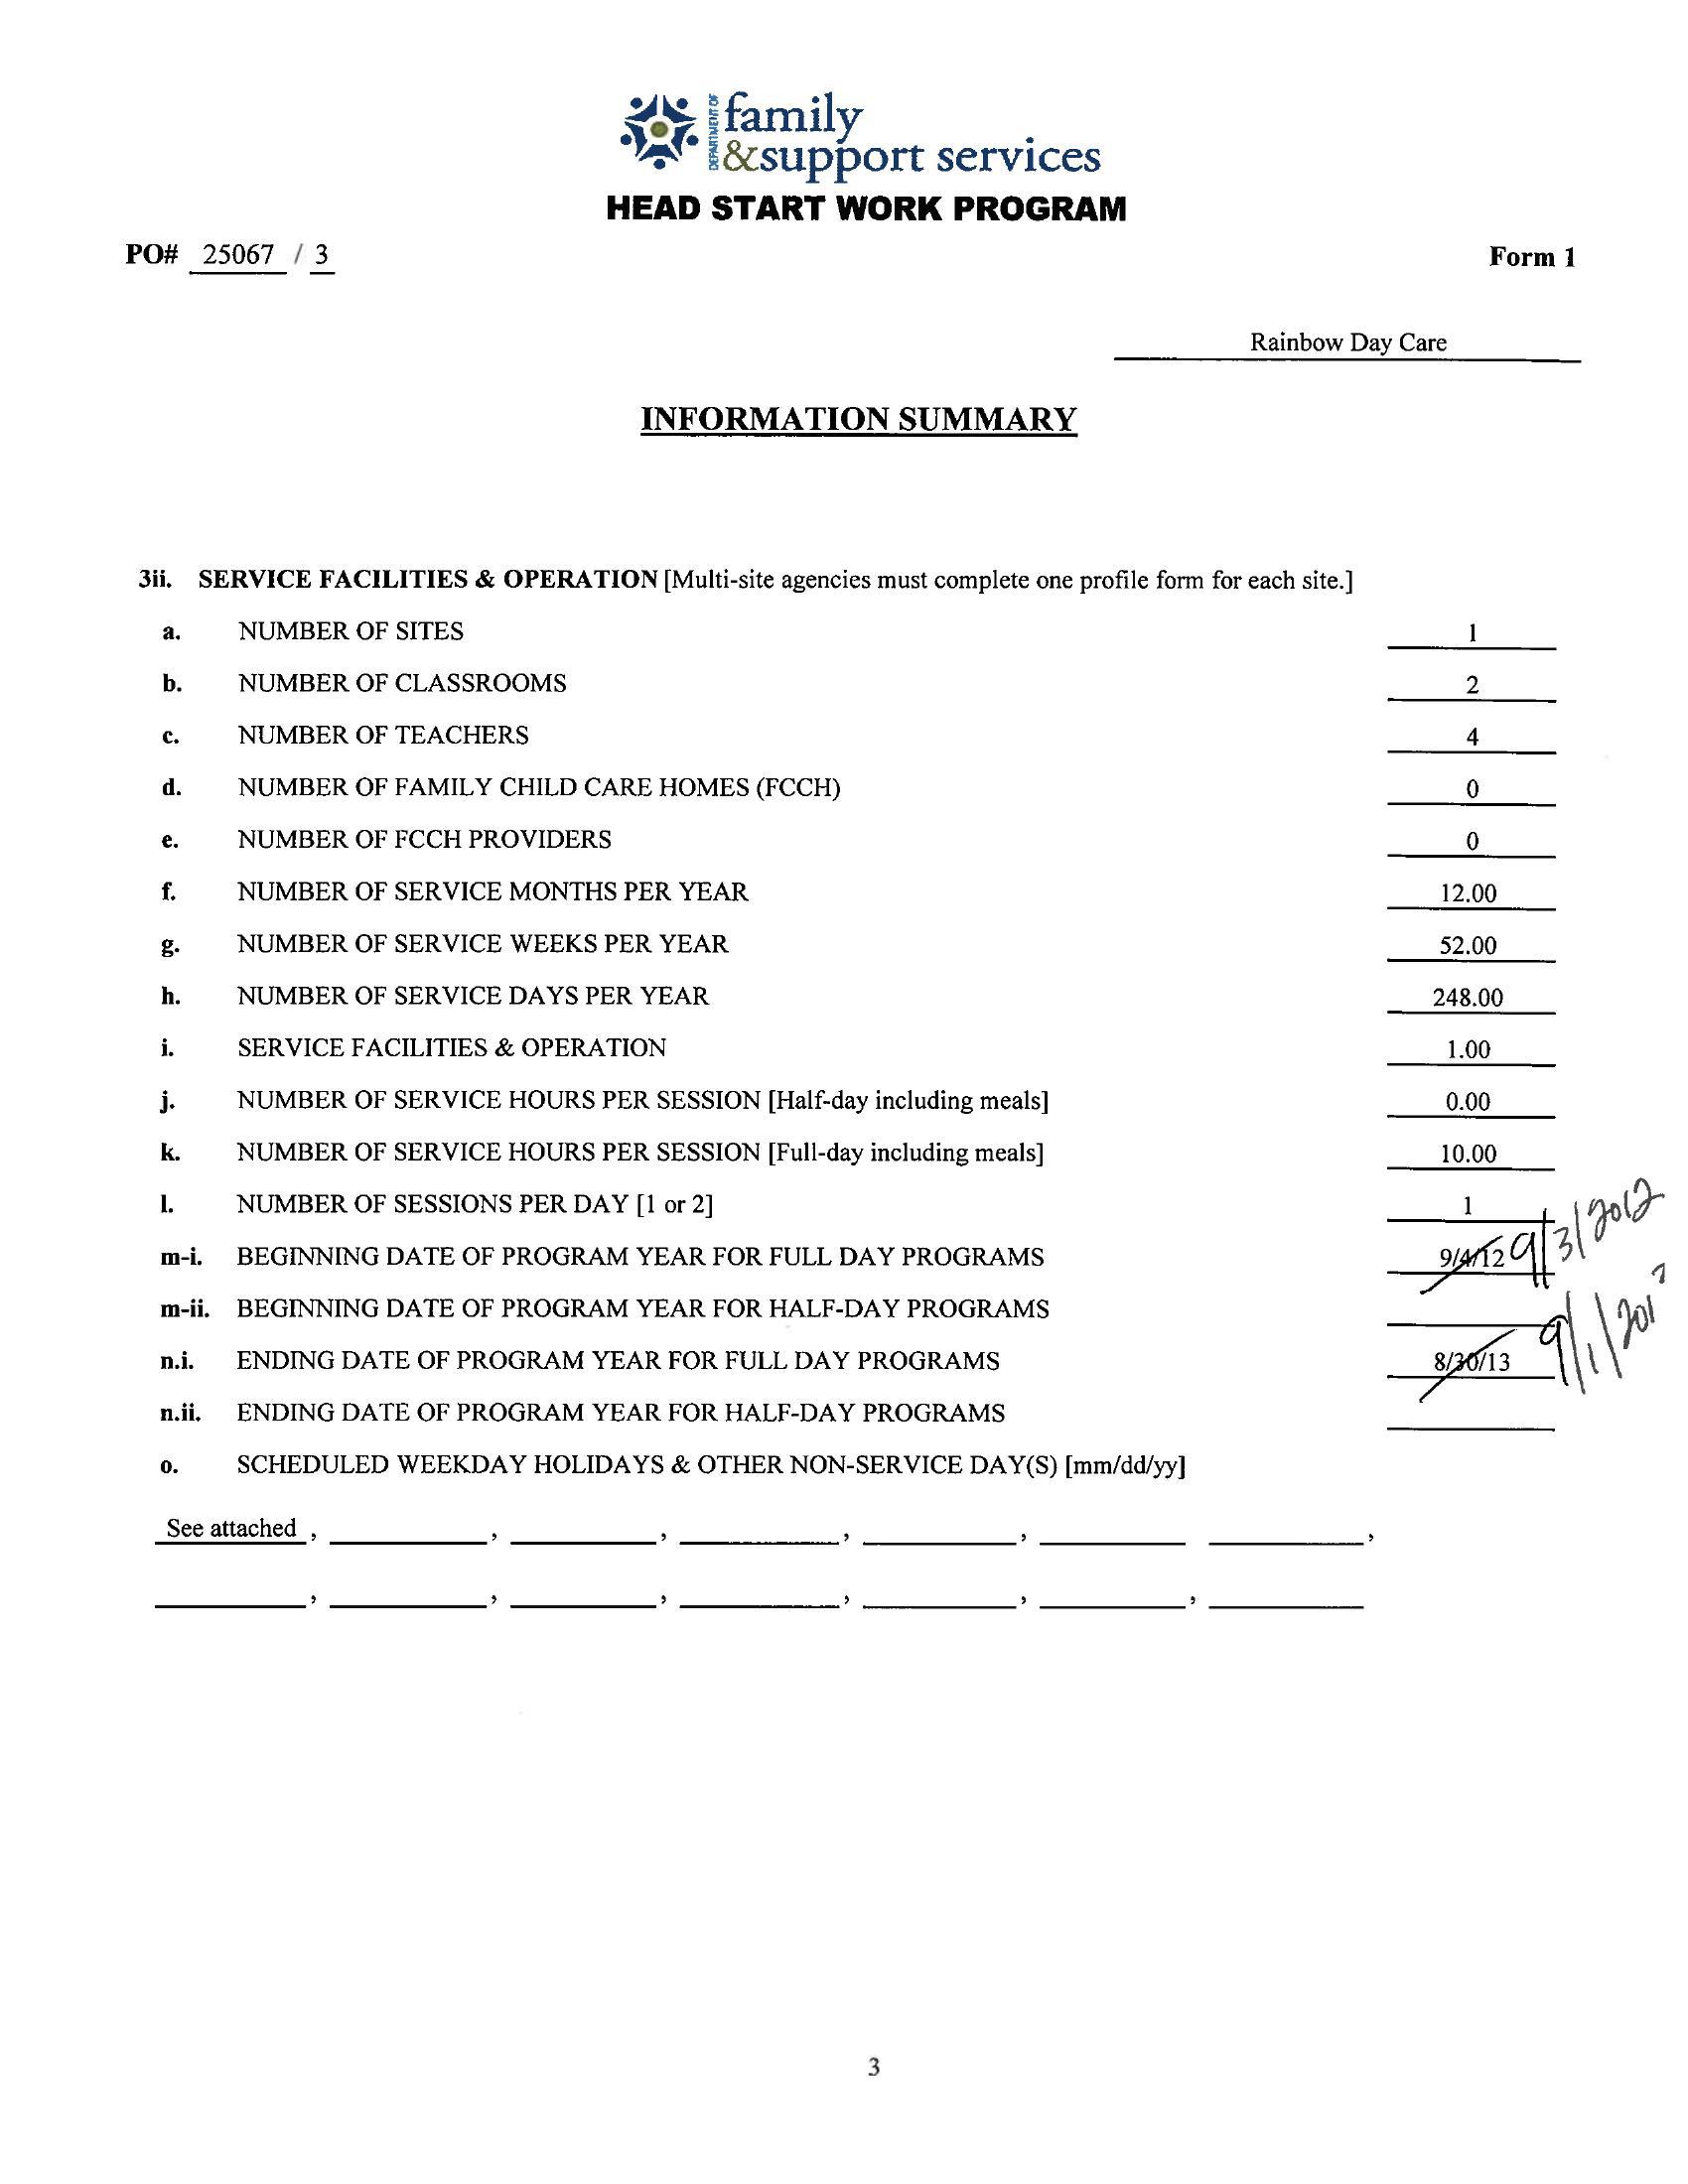 DEPARTMENT OF
family
&support services
HEAD START WORK PROGRAM
PO# 25067 / 3
Form 1
Rainbow Day Care
INFORMATION SUMMARY
3ii. SERVICE FACILITIES & OPERATION [Multi-site agencies must complete one profile form for each site.]
a. NUMBER OF SITES 1
b. NUMBER OF CLASSROOMS 2
c. NUMBER OF TEACHERS 4
d. NUMBER OF FAMILY CHILD CARE HOMES (FCCH) 0
e. NUMBER OF FCCH PROVIDERS 0
f. NUMBER OF SERVICE MONTHS PER YEAR 12.00
g. NUMBER OF SERVICE WEEKS PER YEAR 52.00
h. NUMBER OF SERVICE DAYS PER YEAR 248.00
i. SERVICE FACILITIES & OPERATION 1.00
j. NUMBER OF SERVICE HOURS PER SESSION [Half-day including meals] 0.00
k. NUMBER OF SERVICE HOURS PER SESSION [Full-day including meals] 10.00
l. NUMBER OF SESSIONS PER DAY [1 or 2] 1
m-i. BEGINNING DATE OF PROGRAM YEAR FOR FULL DAY PROGRAMS 9/4/12 9/3/2012
m-ii. BEGINNING DATE OF PROGRAM YEAR FOR HALF-DAY PROGRAMS
n.i. ENDING DATE OF PROGRAM YEAR FOR FULL DAY PROGRAMS 8/30/13
n.ii. ENDING DATE OF PROGRAM YEAR FOR HALF-DAY PROGRAMS
o. SCHEDULED WEEKDAY HOLIDAYS & OTHER NON-SERVICE DAY(S) [mm/dd/yy]
See attached , , , , , ,
, , , , , ,
3